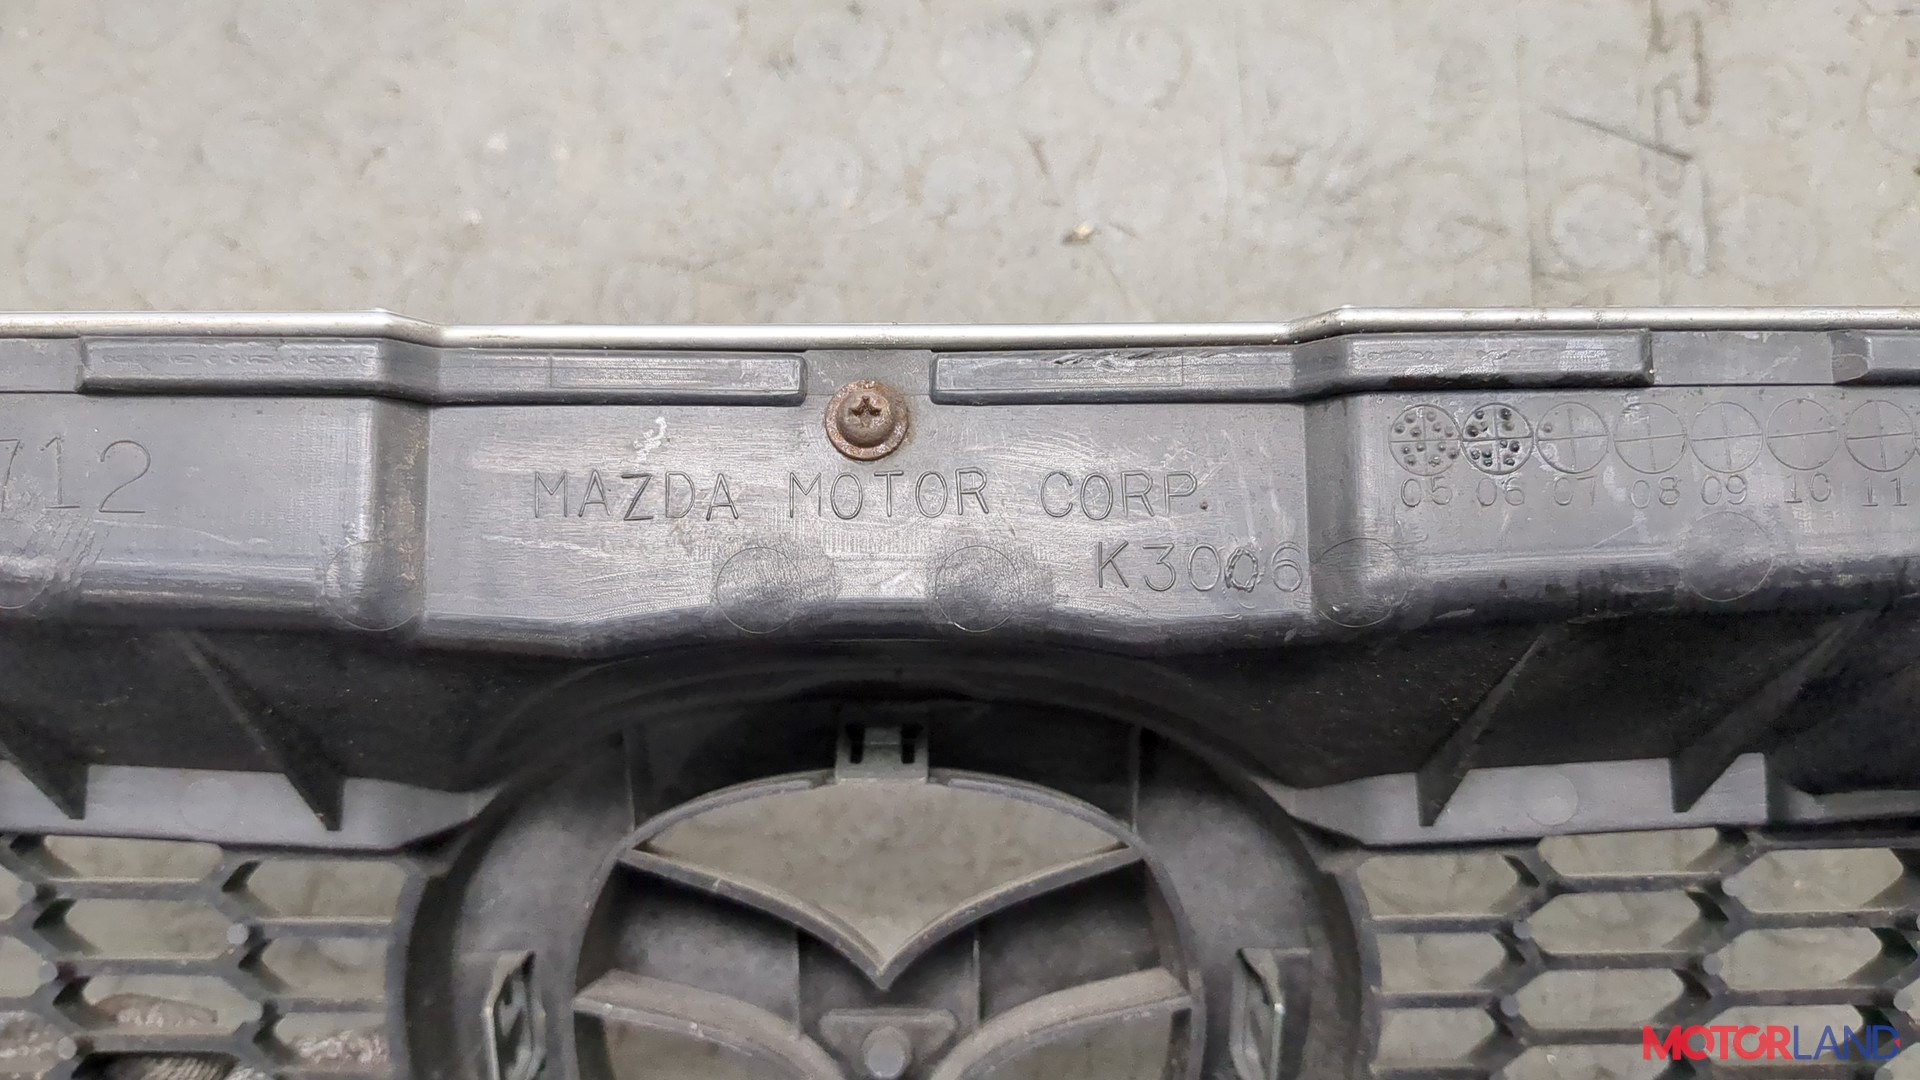 712
MAZDA MOTOR CORP.
K3006
05 06 07 08 09 10 11
MOTORLAND